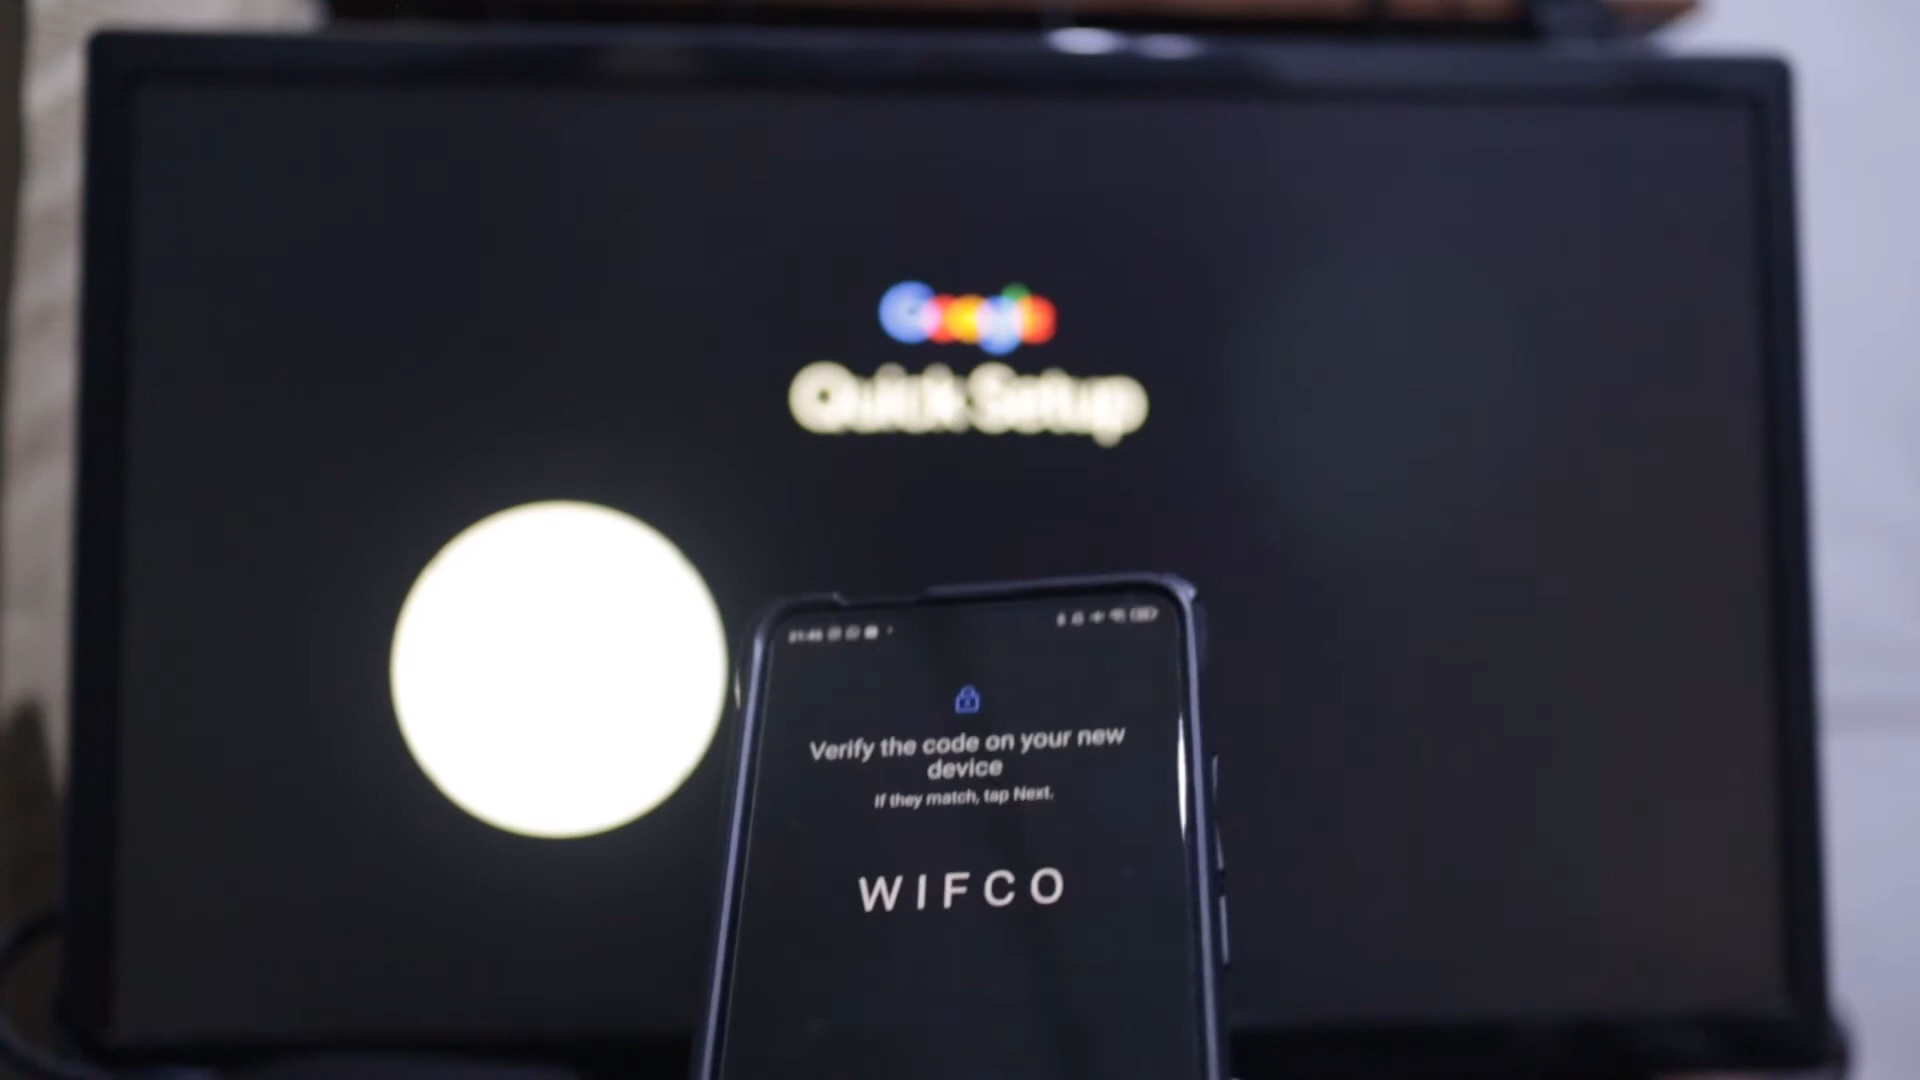 Google
Quick Setup
Verify the code on your new
device
If they match, tap Next.
WIFCO